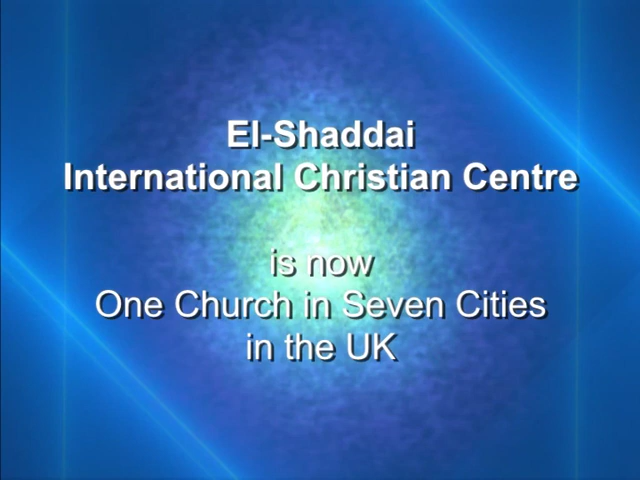 El-Shaddai
International Christian Centre
is now
One Church in Seven Cities
in the UK